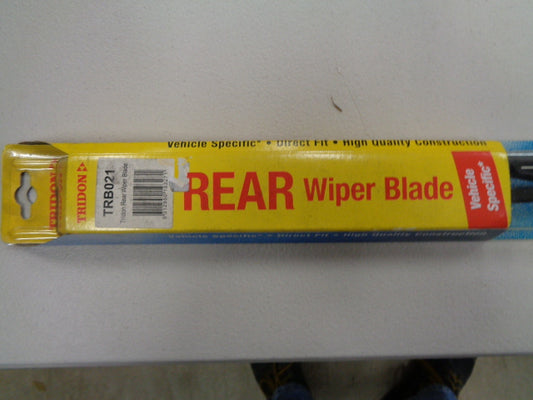 Vehicle Specific* • Direct Fit • High Quality Construction
TRIDON
TRIDON
TRB021
Tridon Rear Wiper Blade
REAR Wiper Blade
Vehicle
Specific*
Vehicle Specific* • Direct Fit • High Quality Construction